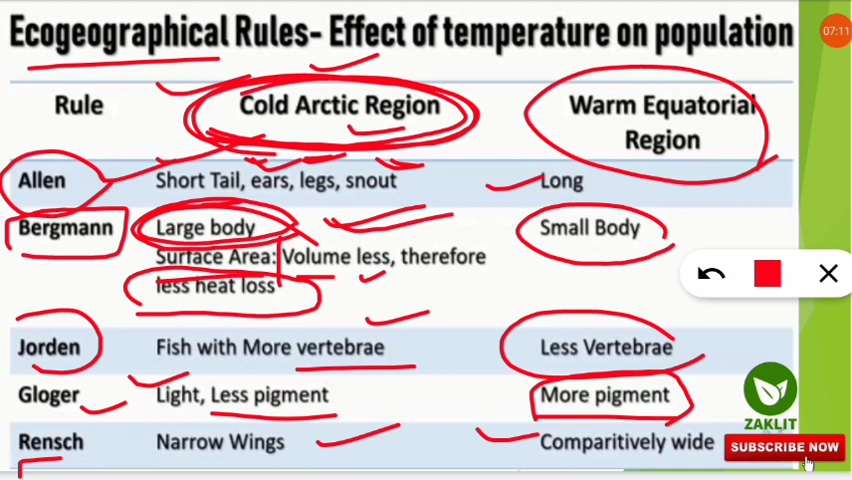 Ecogeographical Rules- Effect of temperature on population
07:11
Rule Cold Arctic Region Warm Equatorial Region
Allen Short Tail, ears, legs, snout Long
Bergmann Large body Small Body
Surface Area: Volume less, therefore
less heat loss
Jorden Fish with More vertebrae Less Vertebrae
Gloger Light, Less pigment More pigment
Rensch Narrow Wings Comparitively wide
ZAKLIT
SUBSCRIBE NOW